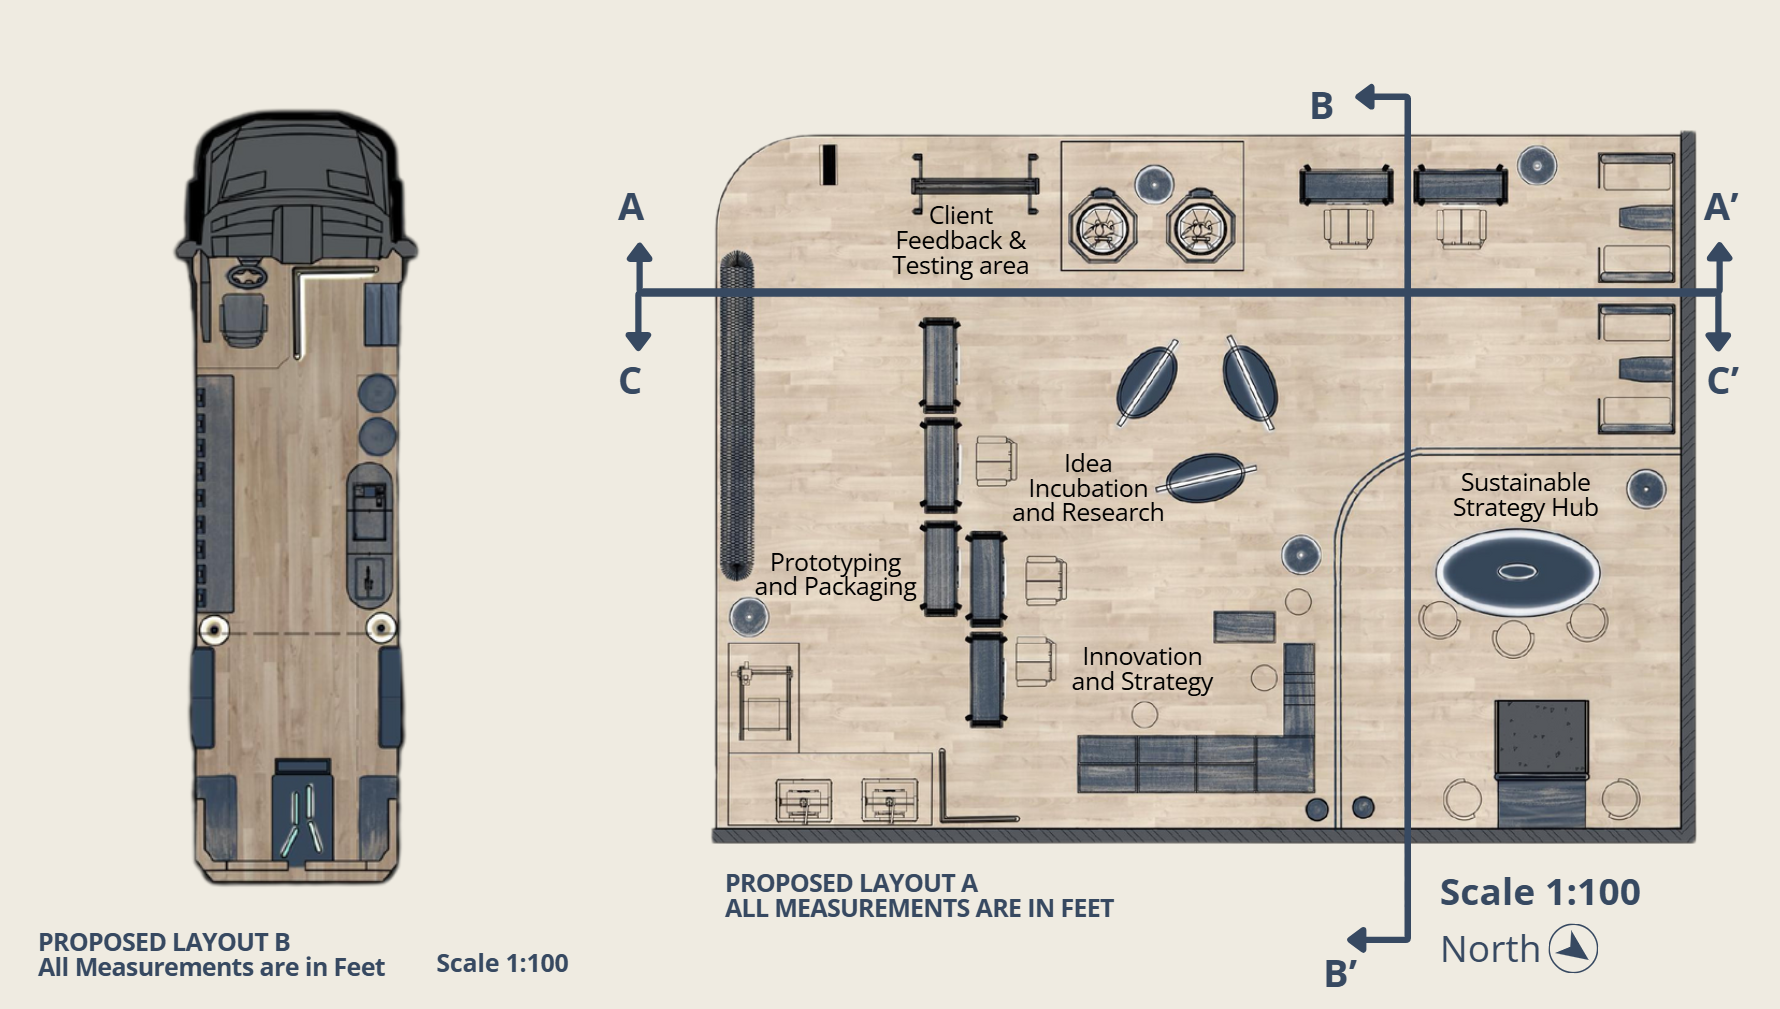 B
A
A’
Client
Feedback &
Testing area
C
C’
Idea
Incubation
and Research
Sustainable
Strategy Hub
Prototyping
and Packaging
Innovation
and Strategy
PROPOSED LAYOUT A
ALL MEASUREMENTS ARE IN FEET
Scale 1:100
North
PROPOSED LAYOUT B
All Measurements are in Feet
Scale 1:100
B’